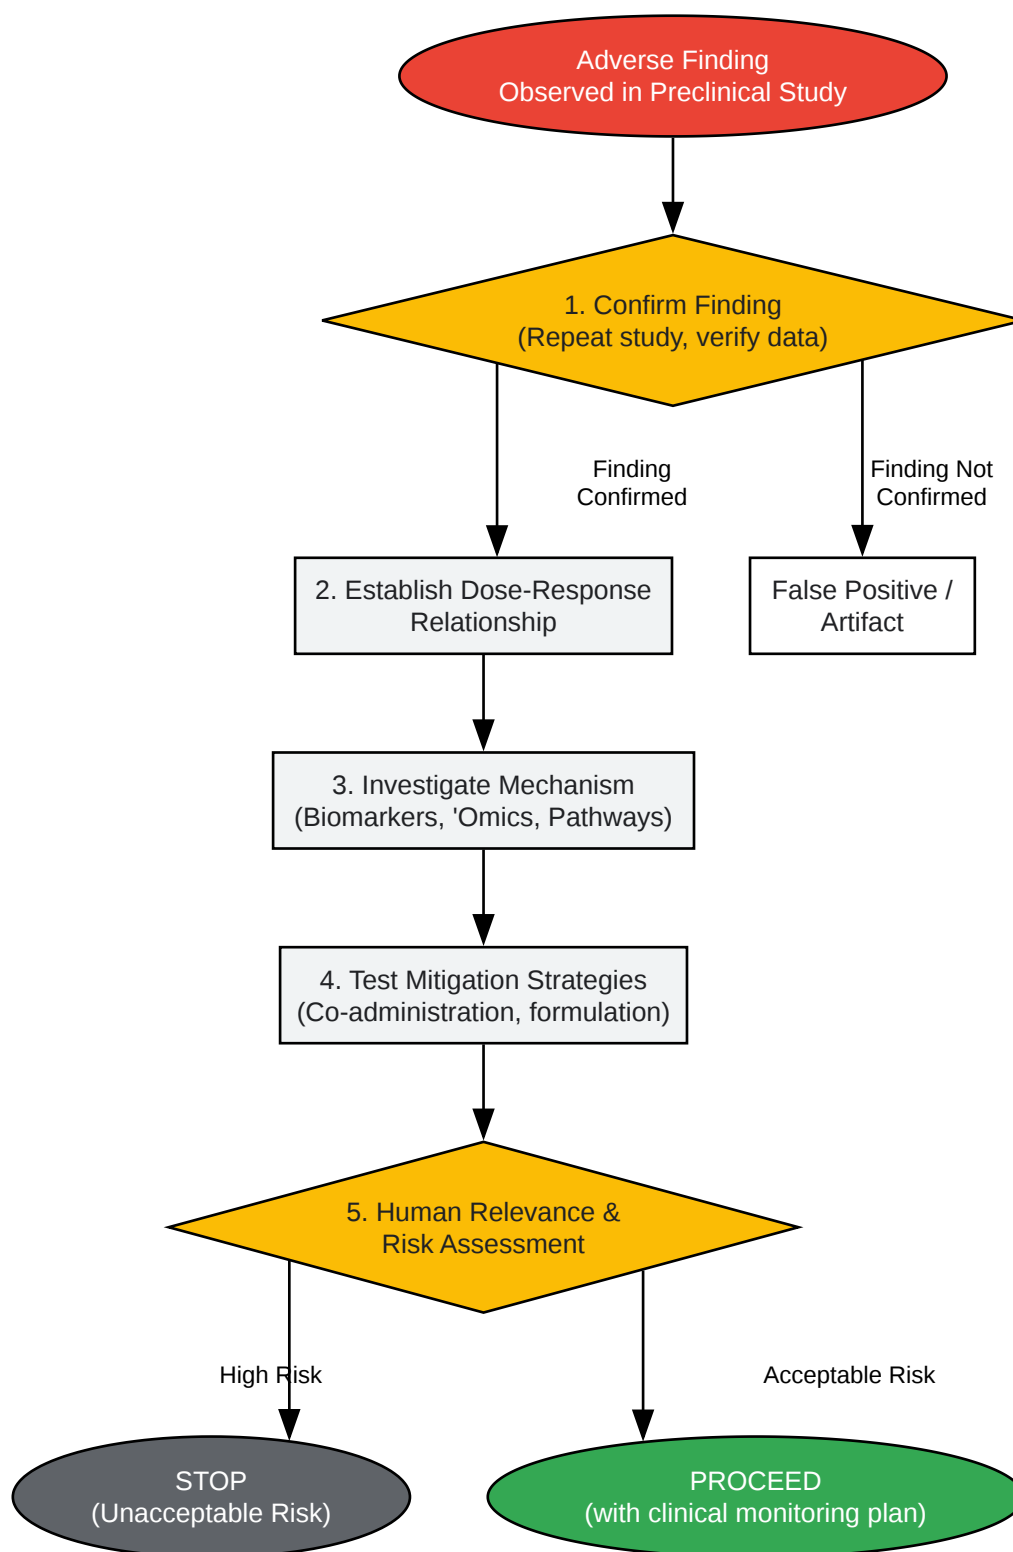 Adverse Finding
Observed in Preclinical Study
1. Confirm Finding
(Repeat study, verify data)
Finding
Confirmed
Finding Not
Confirmed
2. Establish Dose-Response
Relationship
False Positive /
Artifact
3. Investigate Mechanism
(Biomarkers, 'Omics, Pathways)
4. Test Mitigation Strategies
(Co-administration, formulation)
5. Human Relevance &
Risk Assessment
High Risk
Acceptable Risk
STOP
(Unacceptable Risk)
PROCEED
(with clinical monitoring plan)